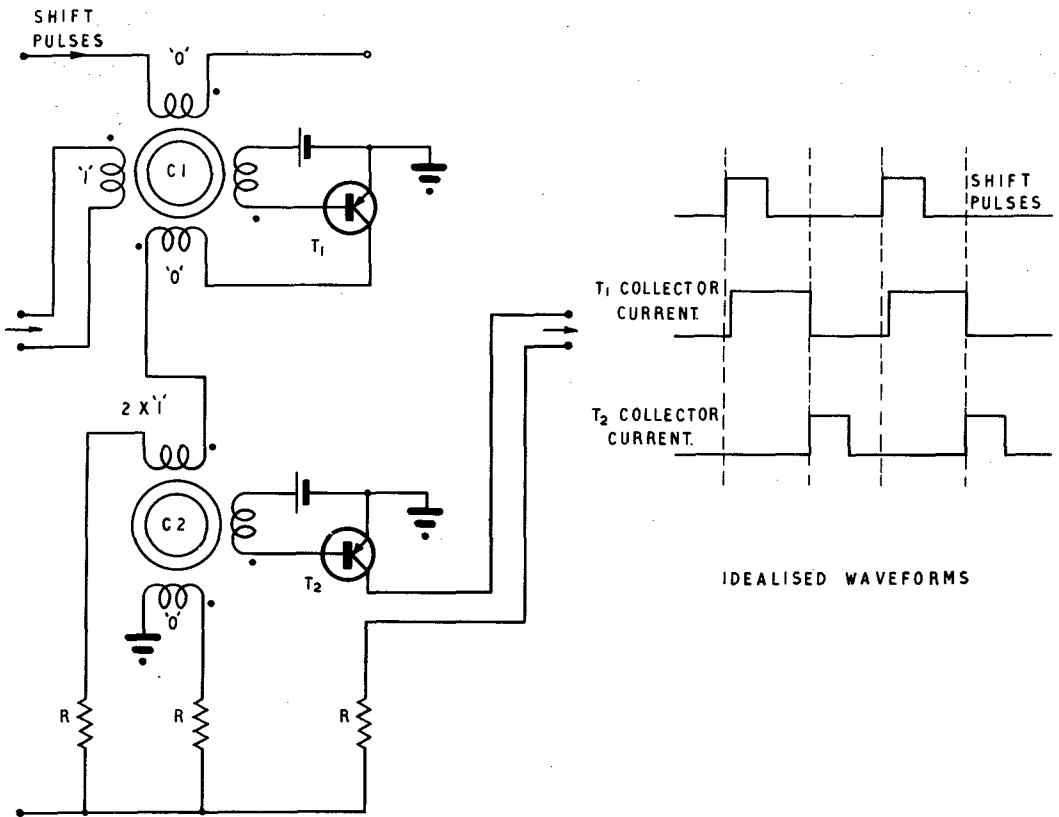 SHIFT
PULSES
'0'
'1'
C1
T1
'0'
2 X '1'
C2
T2
'0'
R
R
R
SHIFT
PULSES
T1 COLLECTOR
CURRENT.
T2 COLLECTOR
CURRENT.
IDEALISED WAVEFORMS